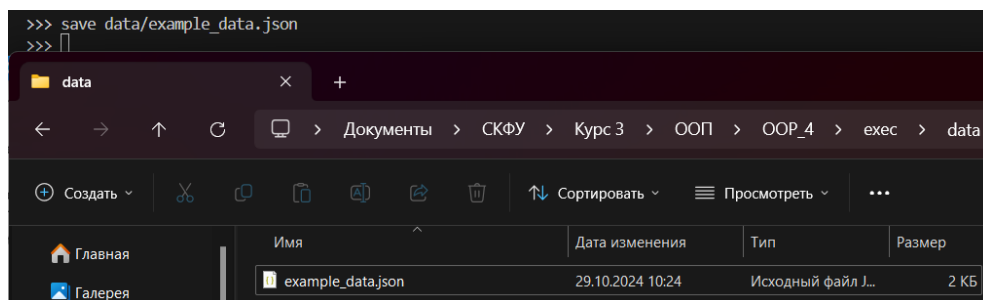 >>> save data/example_data.json
>>>
data
Документы > СКФУ > Курс 3 > ООП > OOP_4 > exec > data
Создать Сортировать Просмотреть
Имя Дата изменения Тип Размер
Главная
example_data.json 29.10.2024 10:24 Исходный файл J... 2 КБ
Галерея